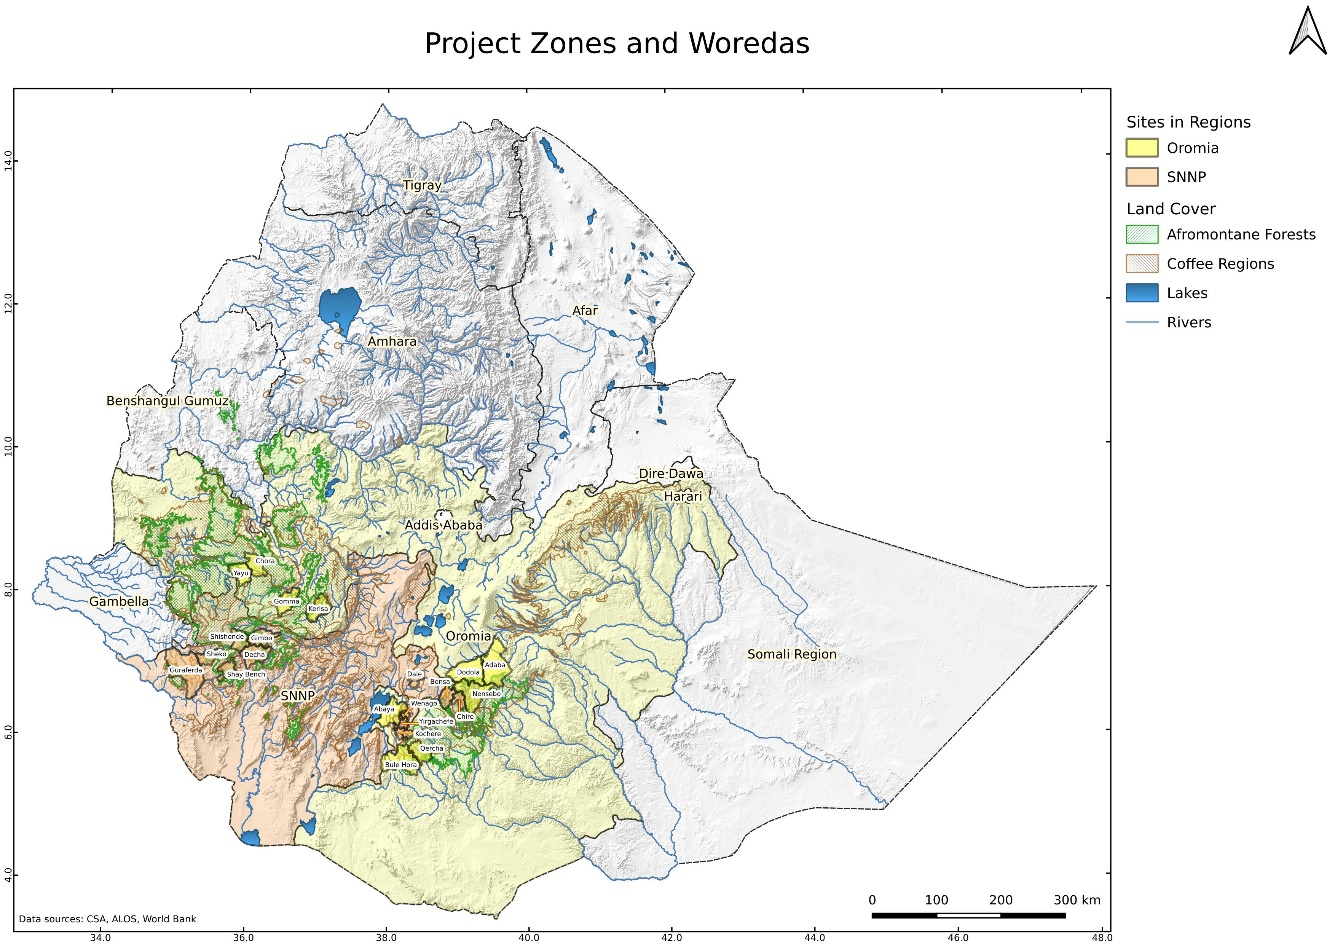 Project Zones and Woredas
Sites in Regions
Oromia
SNNP
Land Cover
Afromontane Forests
Coffee Regions
Lakes
Rivers
Tigray
Afar
Amhara
Benshangul Gumuz
Dire Dawa
Harari
Addis Ababa
Chora
Yayu
Gambella
Gomma
Kersa
Shishonde
Gimbo
Oromia
Sheko
Decha
Somali Region
Guraferda
Shay Bench
Adaba
Dodola
Dale
Bonsa
SNNP
Nensebo
Wenago
Abaya
Chire
Yirgachefe
Kochere
Qercha
Bule Hora
14.0
12.0
10.0
8.0
6.0
4.0
0 100 200 300 km
Data sources: CSA, ALOS, World Bank
34.0 36.0 38.0 40.0 42.0 44.0 46.0 48.0